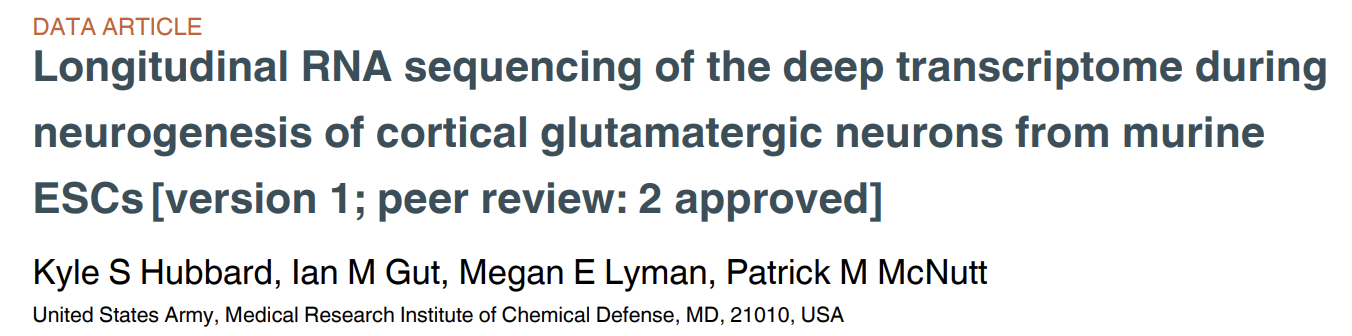 DATA ARTICLE
Longitudinal RNA sequencing of the deep transcriptome during
neurogenesis of cortical glutamatergic neurons from murine
ESCs [version 1; peer review: 2 approved]
Kyle S Hubbard, Ian M Gut, Megan E Lyman, Patrick M McNutt
United States Army, Medical Research Institute of Chemical Defense, MD, 21010, USA